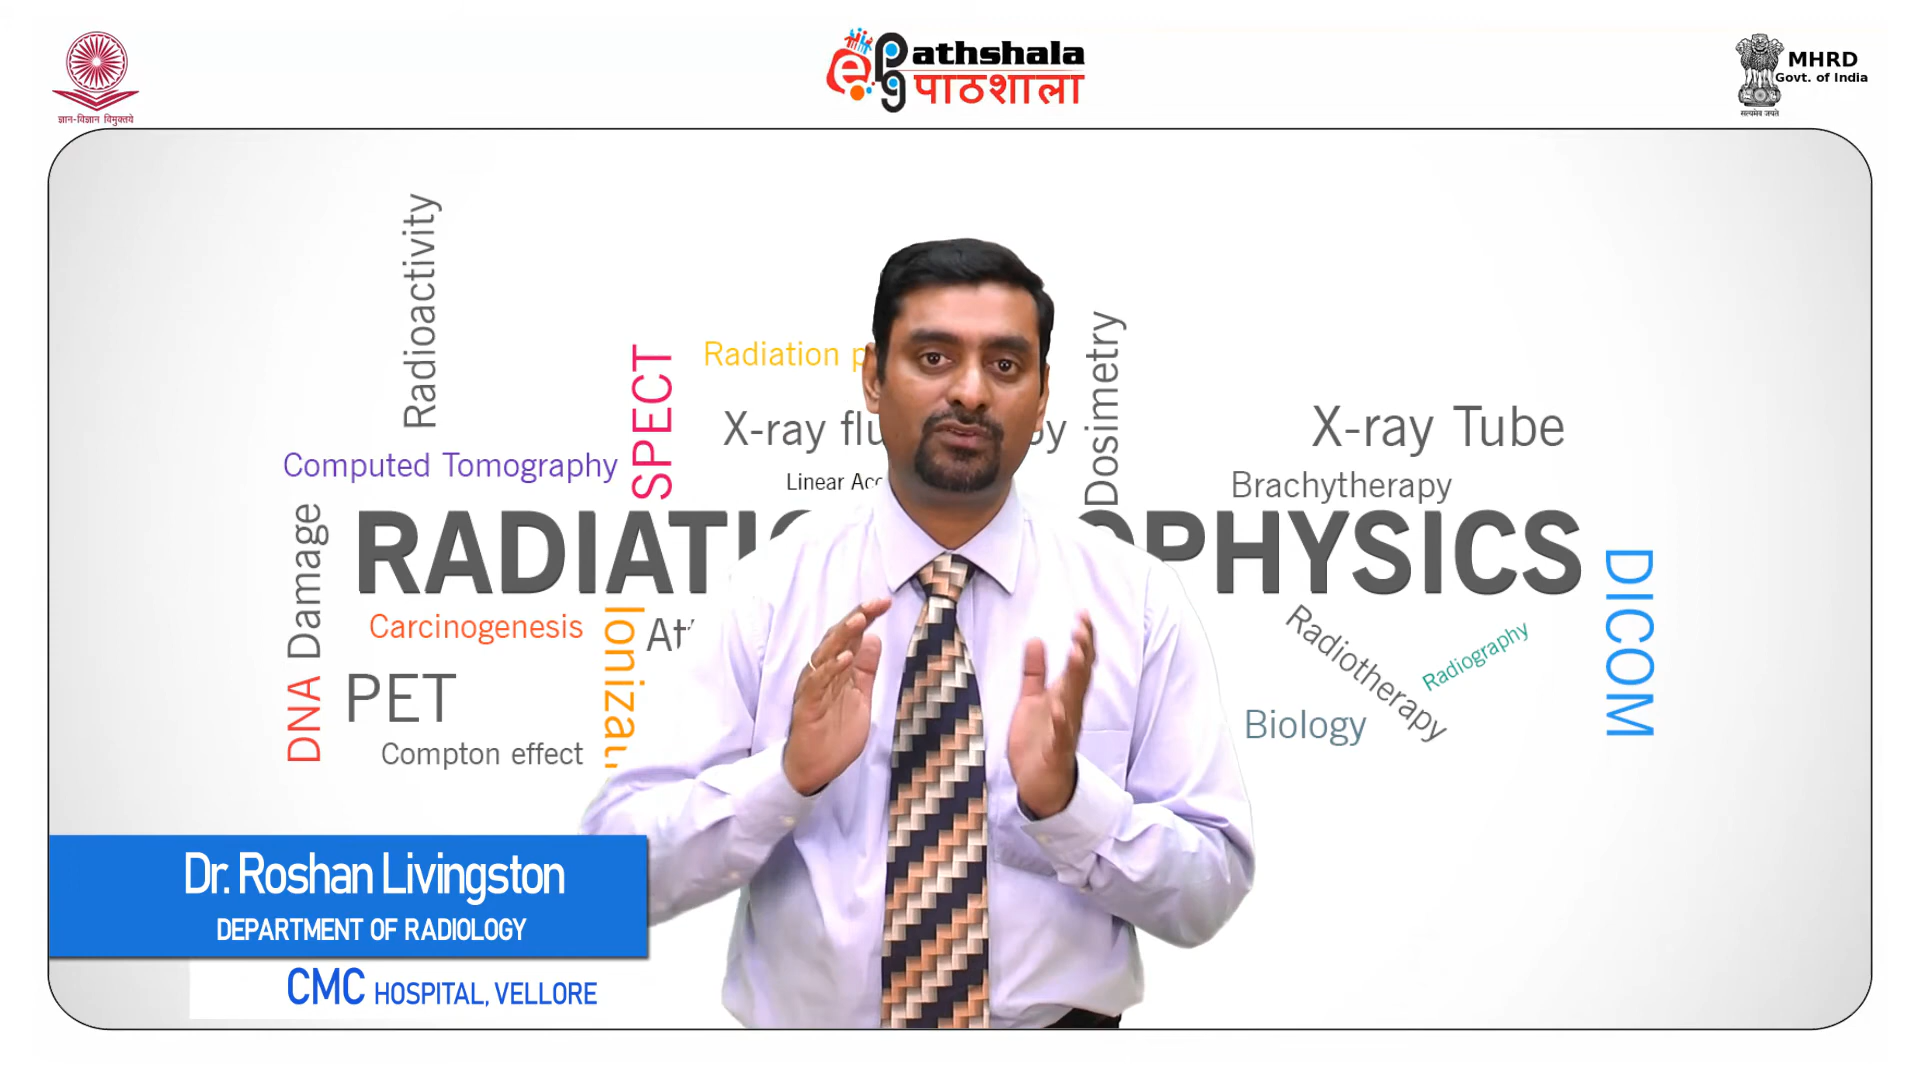 ज्ञान-विज्ञान विमुक्तये
ePG Pathshala
पाठशाला
MHRD
Govt. of India
सत्यमेव जयते
Radioactivity
SPECT
Radiation
X-ray
Dosimetry
X-ray Tube
Computed Tomography
Linear
Brachytherapy
DNA Damage
PHYSICS
DICOM
Carcinogenesis
PET
Compton effect
Radiotherapy
Radiography
Biology
Dr. Roshan Livingston
DEPARTMENT OF RADIOLOGY
CMC HOSPITAL, VELLORE